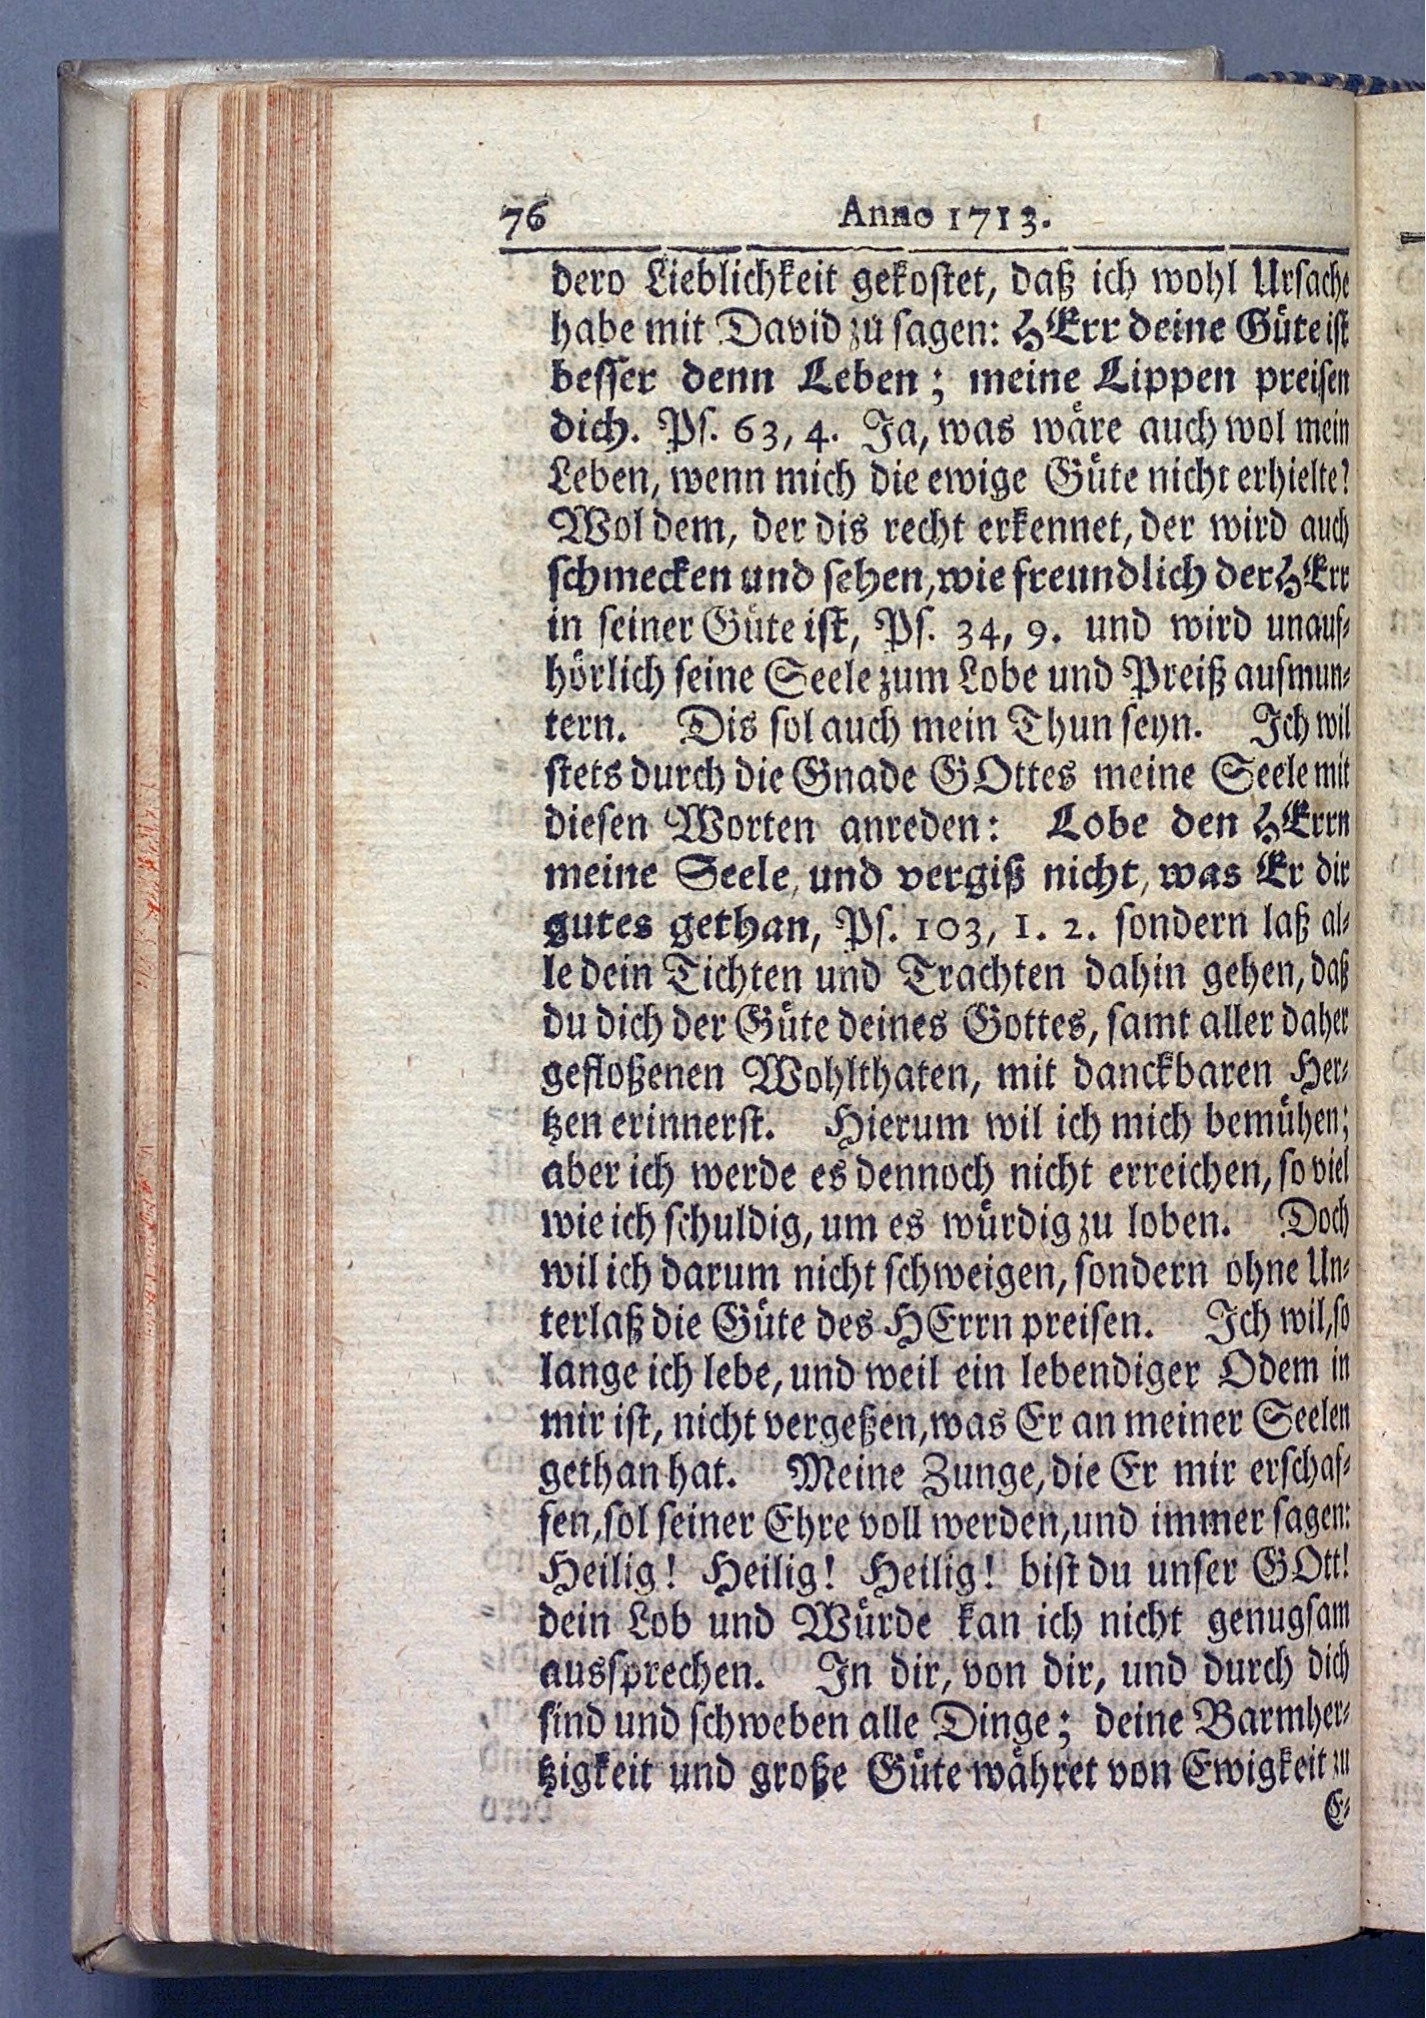 76 Anno 1713.
dero Lieblichkeit gekostet, daß ich wohl Ursache
habe mit David zu sagen: HErr deine Güte ist
besser denn Leben; meine Lippen preisen
dich. Ps. 63, 4. Ja, was wäre auch wol mein
Leben, wenn mich die ewige Güte nicht erhielte?
Wol dem, der dis recht erkennet, der wird auch
schmecken und sehen, wie freundlich der HErr
in seiner Güte ist, Ps. 34, 9. und wird unauf-
hörlich seine Seele zum Lobe und Preiß aufmun-
tern. Dis sol auch mein Thun seyn. Ich wil
stets durch die Gnade GOttes meine Seele mit
diesen Worten anreden: Lobe den HErrn
meine Seele, und vergiß nicht, was Er dir
gutes gethan, Ps. 103, 1. 2. sondern laß al-
le dein Tichten und Trachten dahin gehen, daß
du dich der Güte deines Gottes, samt aller daher
gefloßenen Wohlthaten, mit danckbaren Her-
tzen erinnerst. Hierum wil ich mich bemühen;
aber ich werde es dennoch nicht erreichen, so viel
wie ich schuldig, um es würdig zu loben. Doch
wil ich darum nicht schweigen, sondern ohne Un-
terlaß die Güte des HErrn preisen. Ich wil, so
lange ich lebe, und weil ein lebendiger Odem in
mir ist, nicht vergeßen, was Er an meiner Seelen
gethan hat. Meine Zunge, die Er mir erschaf-
fen, sol seiner Ehre voll werden, und immer sagen:
Heilig! Heilig! Heilig! bist du unser GOtt!
dein Lob und Würde kan ich nicht genugsam
aussprechen. In dir, von dir, und durch dich
sind und schweben alle Dinge; deine Barmher-
tzigkeit und große Güte währet von Ewigkeit zu
E-